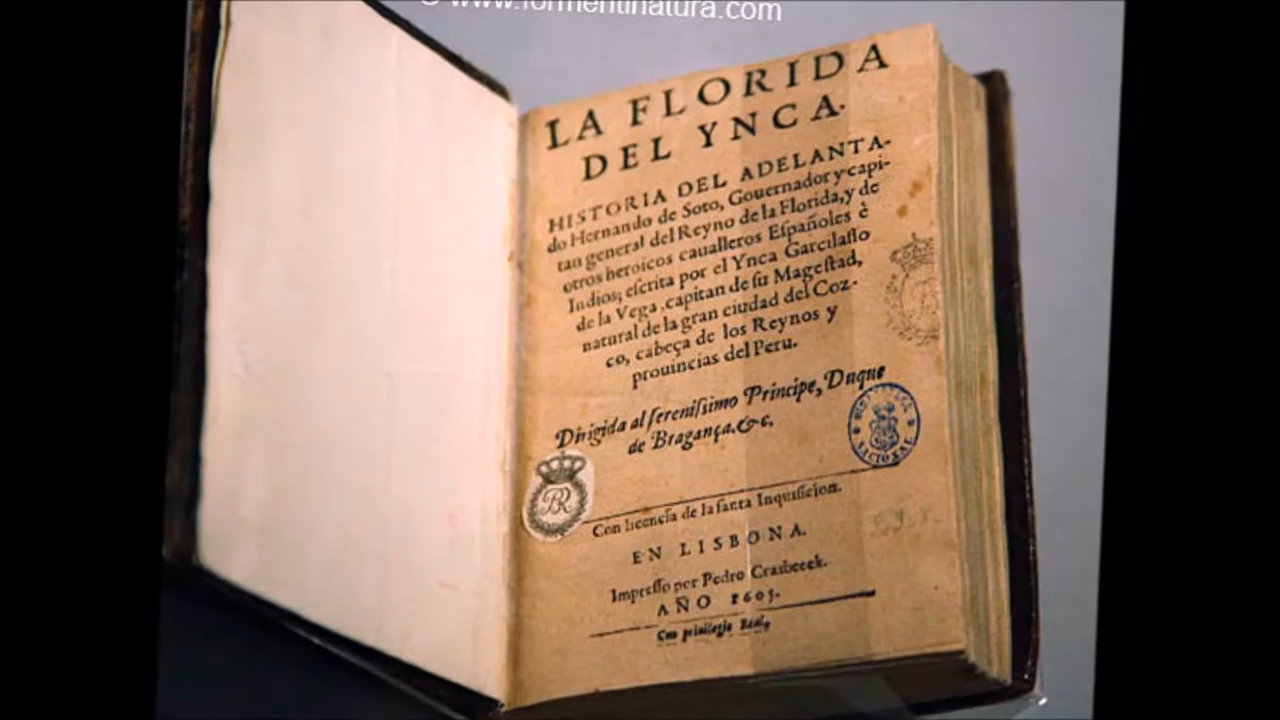 © www.formentinatura.com
LA FLORIDA
DEL YNCA.
HISTORIA DEL ADELANTA-
do Hernando de Soto, Gouernador y capi-
tan general del Reyno de la Florida, y de
otros heroicos caualleros Eſpañoles è
Indios; eſcrita por el Ynca Garcilaſſo
de la Vega, capitan de ſu Mageſtad,
natural de la gran ciudad del Coz-
co, cabeça de los Reynos y
prouincias del Peru.
Dirigida al ſereniſsimo Principe, Duque
de Bragança. &c.
BR
BIBLIOTECA NACIONAL
Con licencia de la ſanta Inquiſicion.
EN LISBONA.
Impreſſo por Pedro Crasbeeck.
AÑO 1605.
Con priuilegio Real,